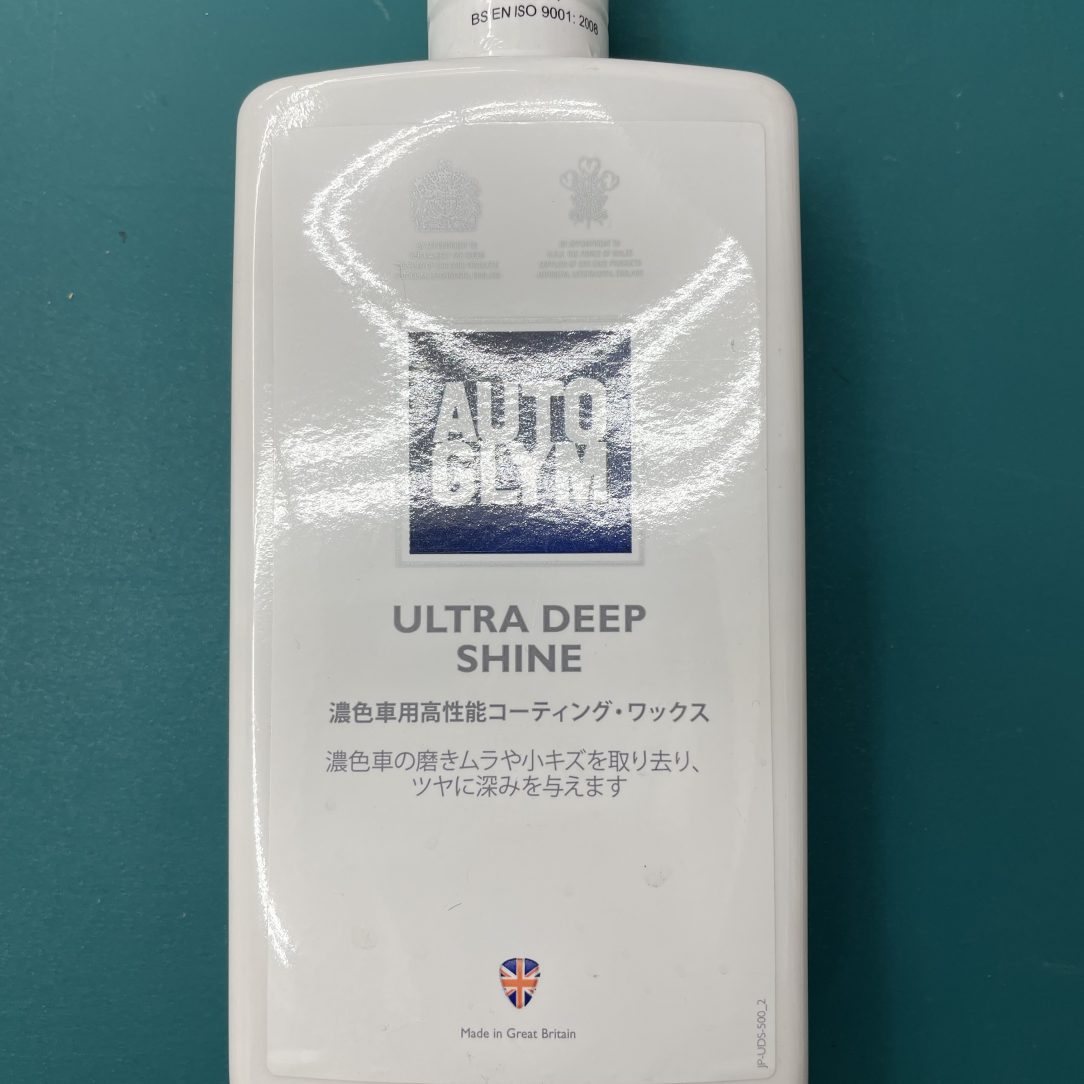 BS EN ISO 9001: 2008
BY APPOINTMENT TO
AUTO
GLYM
ULTRA DEEP
SHINE
濃色車用高性能コーティング・ワックス
濃色車の磨きムラや小キズを取り去り、
ツヤに深みを与えます
Made in Great Britain
JP-UDS-500_2